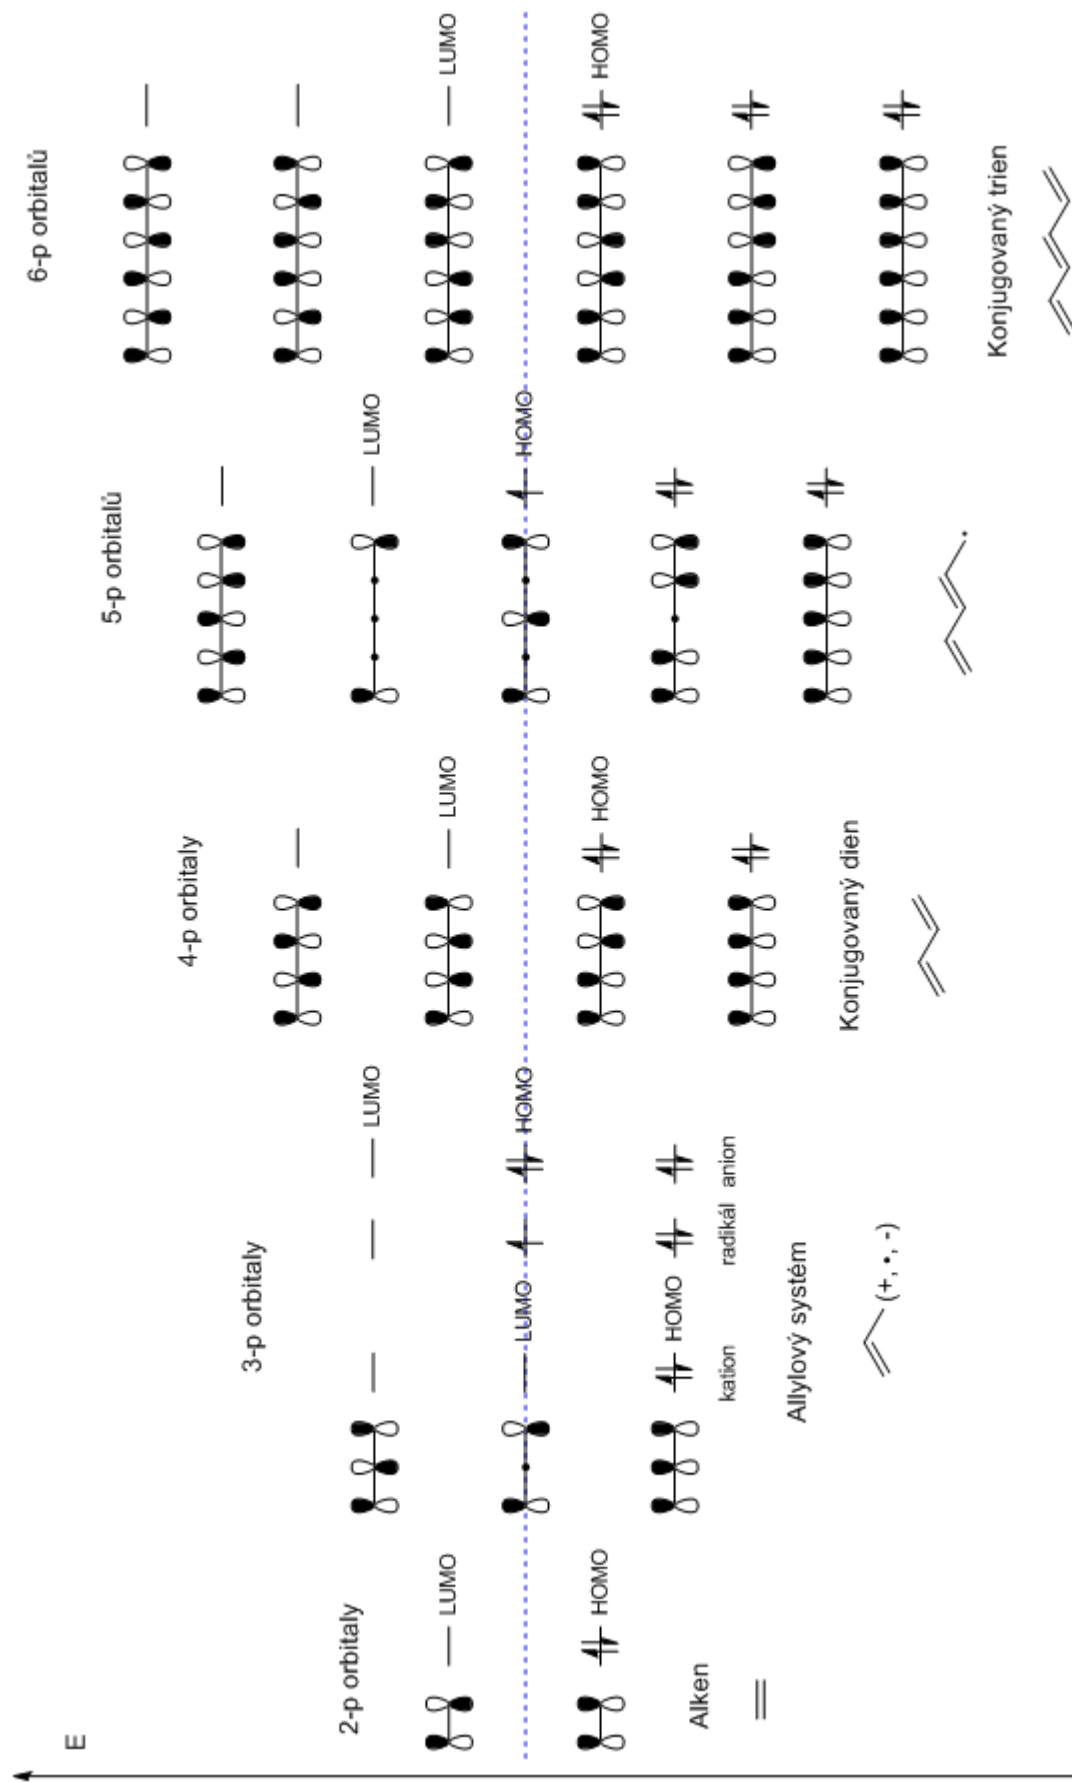 E
2-p orbitaly
LUMO
HOMO
Alken
3-p orbitaly
LUMO
LUMO HOMO
HOMO
kation radikál anion
Allylový systém
(+, •, -)
4-p orbitaly
LUMO
HOMO
Konjugovaný dien
5-p orbitalů
LUMO
HOMO
6-p orbitalů
LUMO
HOMO
Konjugovaný trien